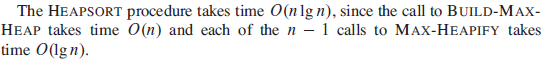 The HEAPSORT procedure takes time O(n lg n), since the call to BUILD-MAX-
HEAP takes time O(n) and each of the n − 1 calls to MAX-HEAPIFY takes
time O(lg n).